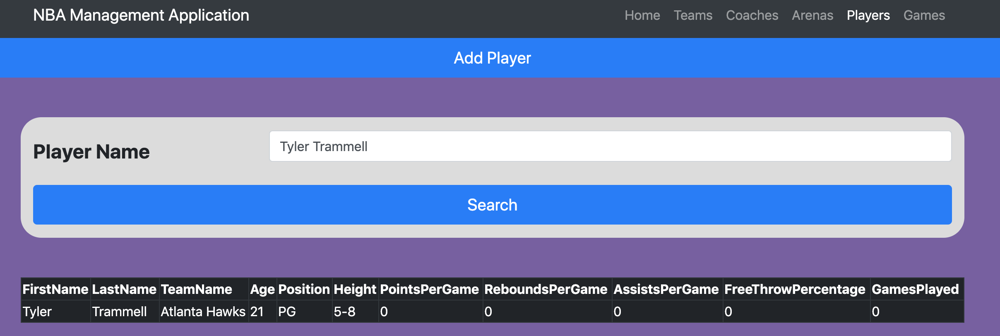 NBA Management Application Home Teams Coaches Arenas Players Games
Add Player
Player Name Tyler Trammell
Search
FirstName LastName TeamName Age Position Height PointsPerGame ReboundsPerGame AssistsPerGame FreeThrowPercentage GamesPlayed
Tyler Trammell Atlanta Hawks 21 PG 5-8 0 0 0 0 0